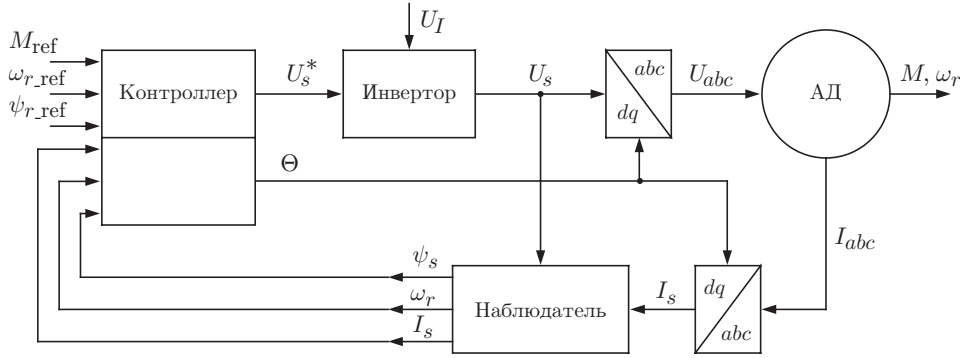 U_I
M_ref
ω_r_ref
ψ_r_ref
Контроллер
U_s^*
Инвертор
U_s
abc
dq
U_abc
АД
M, ω_r
Θ
I_abc
ψ_s
ω_r
I_s
Наблюдатель
I_s
dq
abc